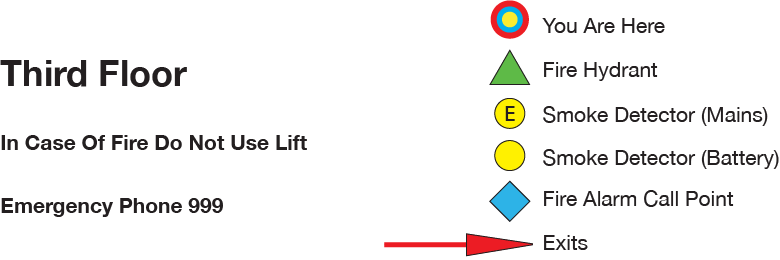 Third Floor
In Case Of Fire Do Not Use Lift
Emergency Phone 999
You Are Here
Fire Hydrant
E Smoke Detector (Mains)
Smoke Detector (Battery)
Fire Alarm Call Point
Exits